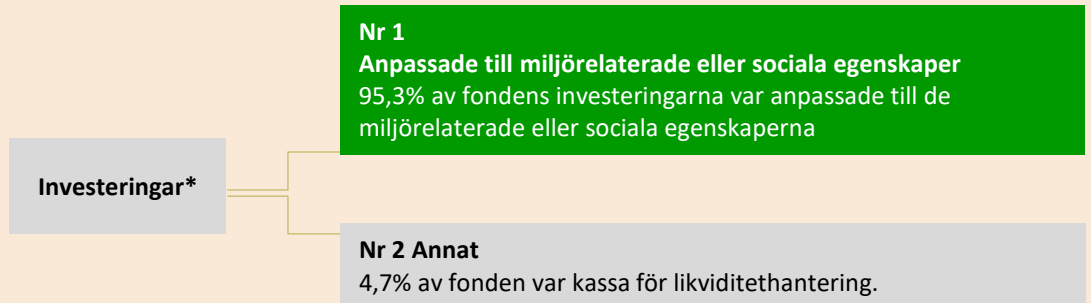 Nr 1
Anpassade till miljörelaterade eller sociala egenskaper
95,3% av fondens investeringarna var anpassade till de
miljörelaterade eller sociala egenskaperna
Investeringar*
Nr 2 Annat
4,7% av fonden var kassa för likviditethantering.